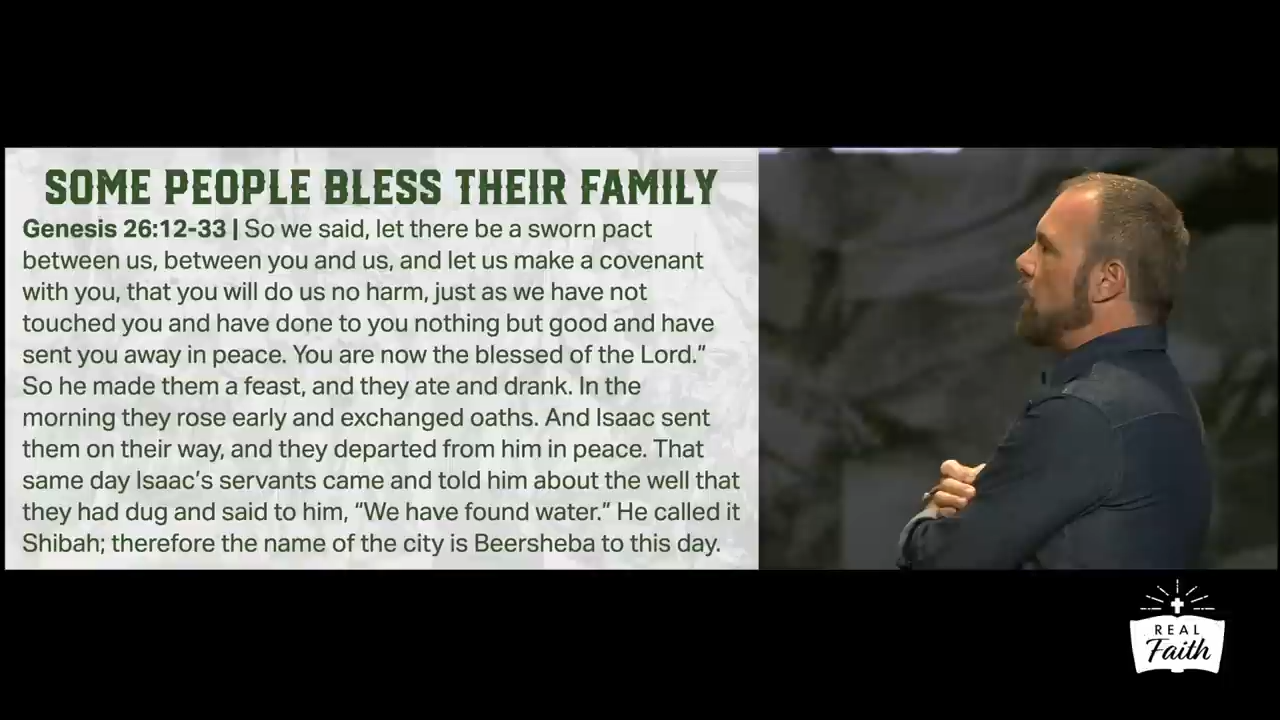 SOME PEOPLE BLESS THEIR FAMILY
Genesis 26:12-33 | So we said, let there be a sworn pact
between us, between you and us, and let us make a covenant
with you, that you will do us no harm, just as we have not
touched you and have done to you nothing but good and have
sent you away in peace. You are now the blessed of the Lord.”
So he made them a feast, and they ate and drank. In the
morning they rose early and exchanged oaths. And Isaac sent
them on their way, and they departed from him in peace. That
same day Isaac’s servants came and told him about the well that
they had dug and said to him, “We have found water.” He called it
Shibah; therefore the name of the city is Beersheba to this day.
REAL
Faith